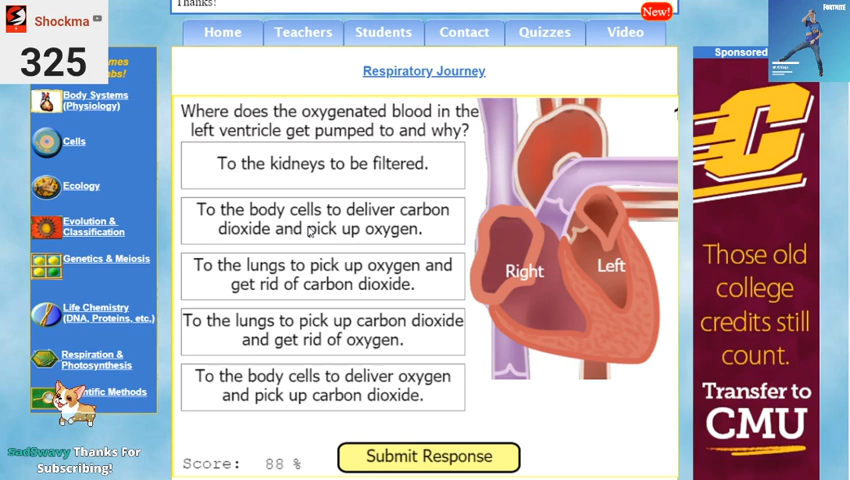 Thanks!
New!
Shockma
325
FORTNITE
Home
Teachers
Students
Contact
Quizzes
Video
Sponsored
Respiratory Journey
Body Systems
(Physiology)
Cells
Ecology
Evolution &
Classification
Genetics & Meiosis
Life Chemistry
(DNA, Proteins, etc,)
Respiration &
Photosynthesis
ntific Methods
Sad5wavy Thanks For
Subscribing!
Where does the oxygenated blood in the
left ventricle get pumped to and why?
To the kidneys to be filtered.
To the body cells to deliver carbon
dioxide and pick up oxygen.
To the lungs to pick up oxygen and
get rid of carbon dioxide.
To the lungs to pick up carbon dioxide
and get rid of oxygen.
To the body cells to deliver oxygen
and pick up carbon dioxide.
Right
Left
Score: 88 %
Submit Response
C
Those old
college
credits still
count.
Transfer to
CMU